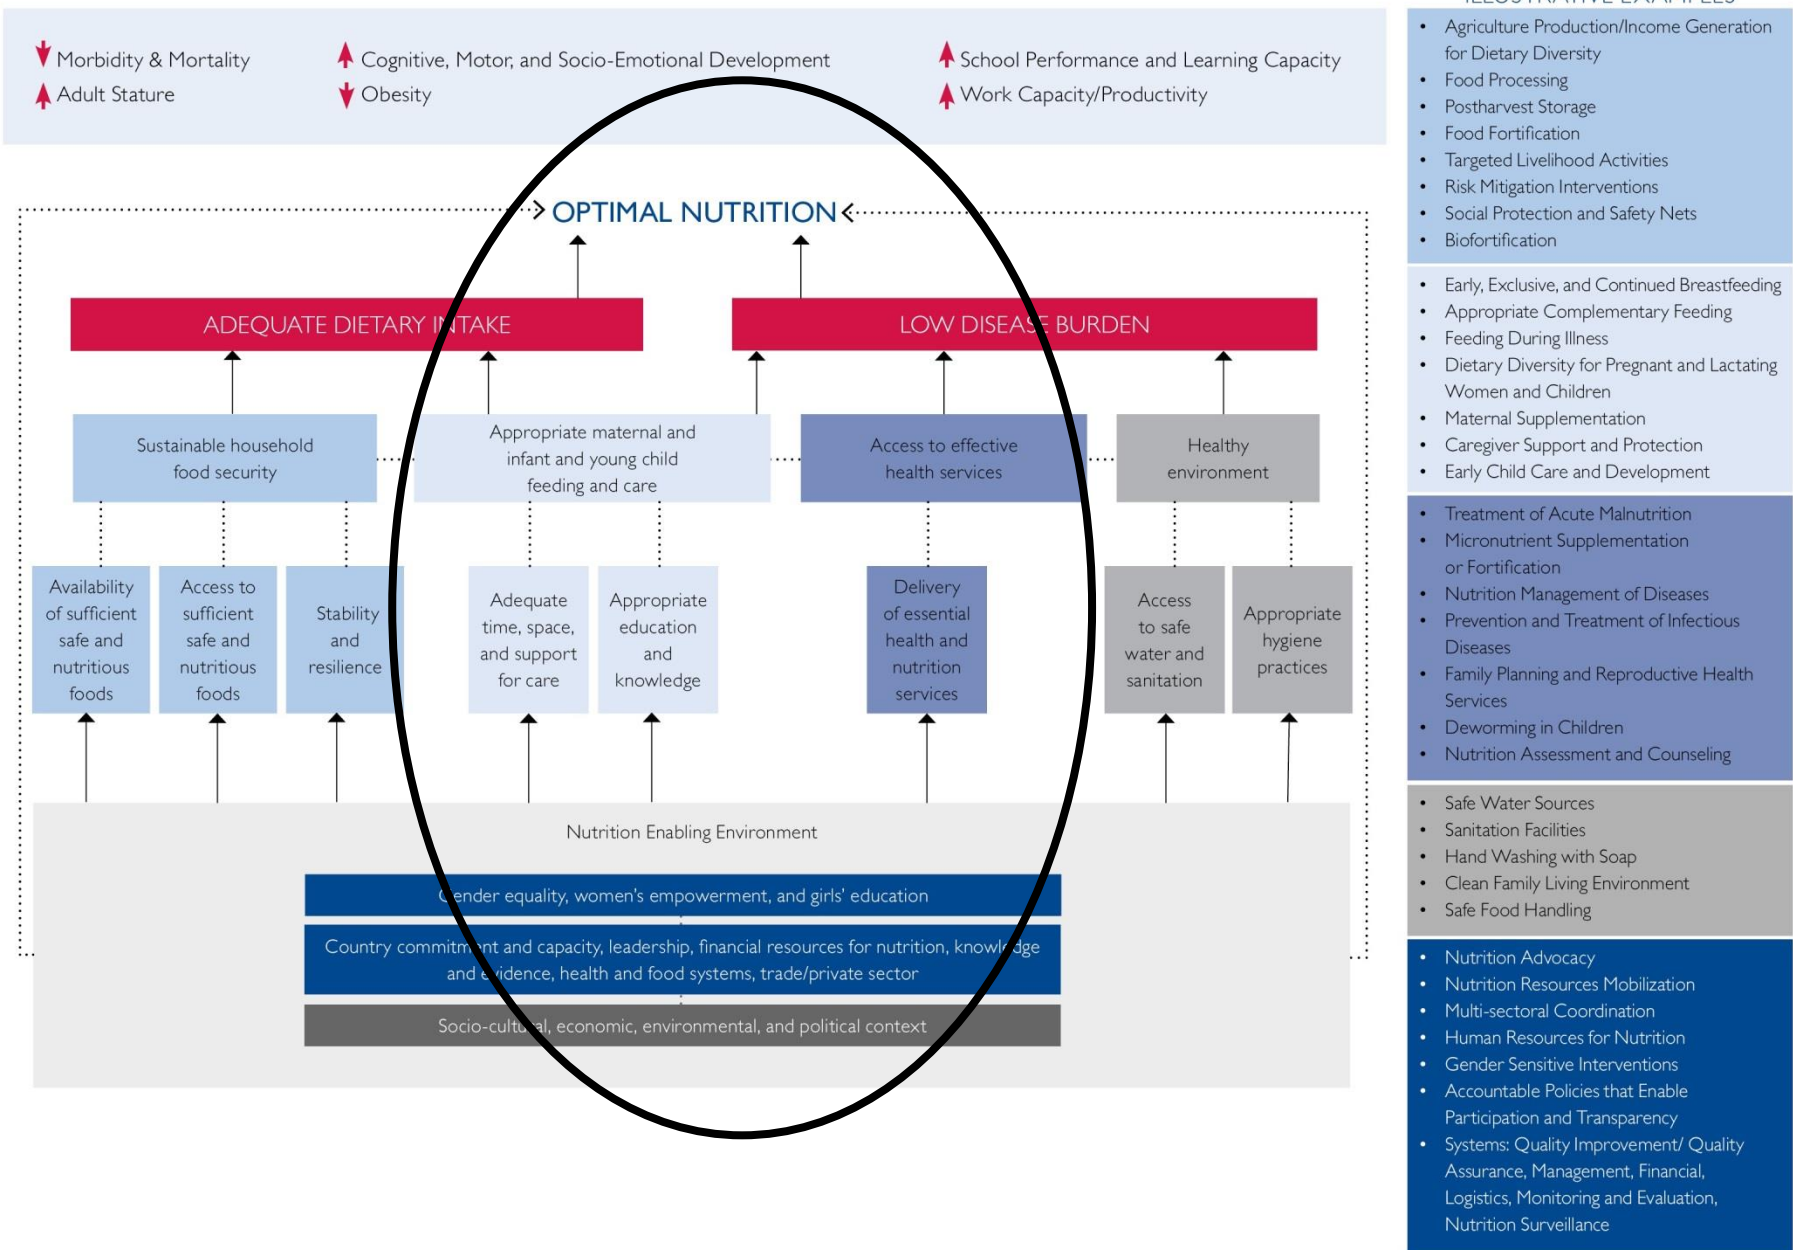 Morbidity & Mortality
Adult Stature
Cognitive, Motor, and Socio-Emotional Development
Obesity
School Performance and Learning Capacity
Work Capacity/Productivity
OPTIMAL NUTRITION
ADEQUATE DIETARY INTAKE
LOW DISEASE BURDEN
Sustainable household
food security
Appropriate maternal and
infant and young child
feeding and care
Access to effective
health services
Healthy
environment
Availability
of sufficient
safe and
nutritious
foods
Access to
sufficient
safe and
nutritious
foods
Stability
and
resilience
Adequate
time, space,
and support
for care
Appropriate
education
and
knowledge
Delivery
of essential
health and
nutrition
services
Access
to safe
water and
sanitation
Appropriate
hygiene
practices
Nutrition Enabling Environment
Gender equality, women's empowerment, and girls' education
Country commitment and capacity, leadership, financial resources for nutrition, knowledge
and evidence, health and food systems, trade/private sector
Socio-cultural, economic, environmental, and political context
ILLUSTRATIVE EXAMPLES
• Agriculture Production/Income Generation
for Dietary Diversity
• Food Processing
• Postharvest Storage
• Food Fortification
• Targeted Livelihood Activities
• Risk Mitigation Interventions
• Social Protection and Safety Nets
• Biofortification
• Early, Exclusive, and Continued Breastfeeding
• Appropriate Complementary Feeding
• Feeding During Illness
• Dietary Diversity for Pregnant and Lactating
Women and Children
• Maternal Supplementation
• Caregiver Support and Protection
• Early Child Care and Development
• Treatment of Acute Malnutrition
• Micronutrient Supplementation
or Fortification
• Nutrition Management of Diseases
• Prevention and Treatment of Infectious
Diseases
• Family Planning and Reproductive Health
Services
• Deworming in Children
• Nutrition Assessment and Counseling
• Safe Water Sources
• Sanitation Facilities
• Hand Washing with Soap
• Clean Family Living Environment
• Safe Food Handling
• Nutrition Advocacy
• Nutrition Resources Mobilization
• Multi-sectoral Coordination
• Human Resources for Nutrition
• Gender Sensitive Interventions
• Accountable Policies that Enable
Participation and Transparency
• Systems: Quality Improvement/ Quality
Assurance, Management, Financial,
Logistics, Monitoring and Evaluation,
Nutrition Surveillance